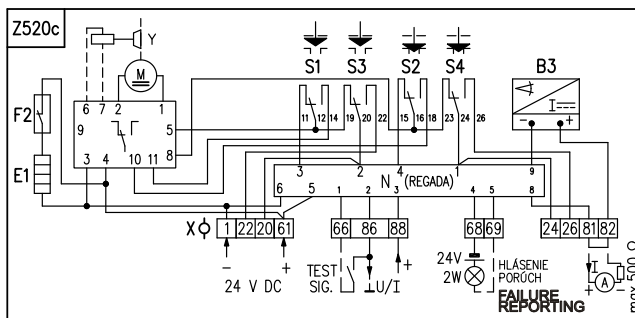 Z520c
Y
S1 S3 S2 S4 B3
M
F2
6 7 2 1
9 5
8
3 4 10 11
11 12 14 19 20 22 15 16 18 23 24 26
I
- +
E1
3 2 4 1 9
N (REGADA)
6 5 1 2 3 4 5 8
X 1 22 20 61 66 86 88 68 69 24 26 81 82
- +
24 V DC
TEST
SIG.
U/I
+
24V
2W
HLÁSENIE
PORÚCH
FAILURE
REPORTING
I
+ A -
max 500 Ω